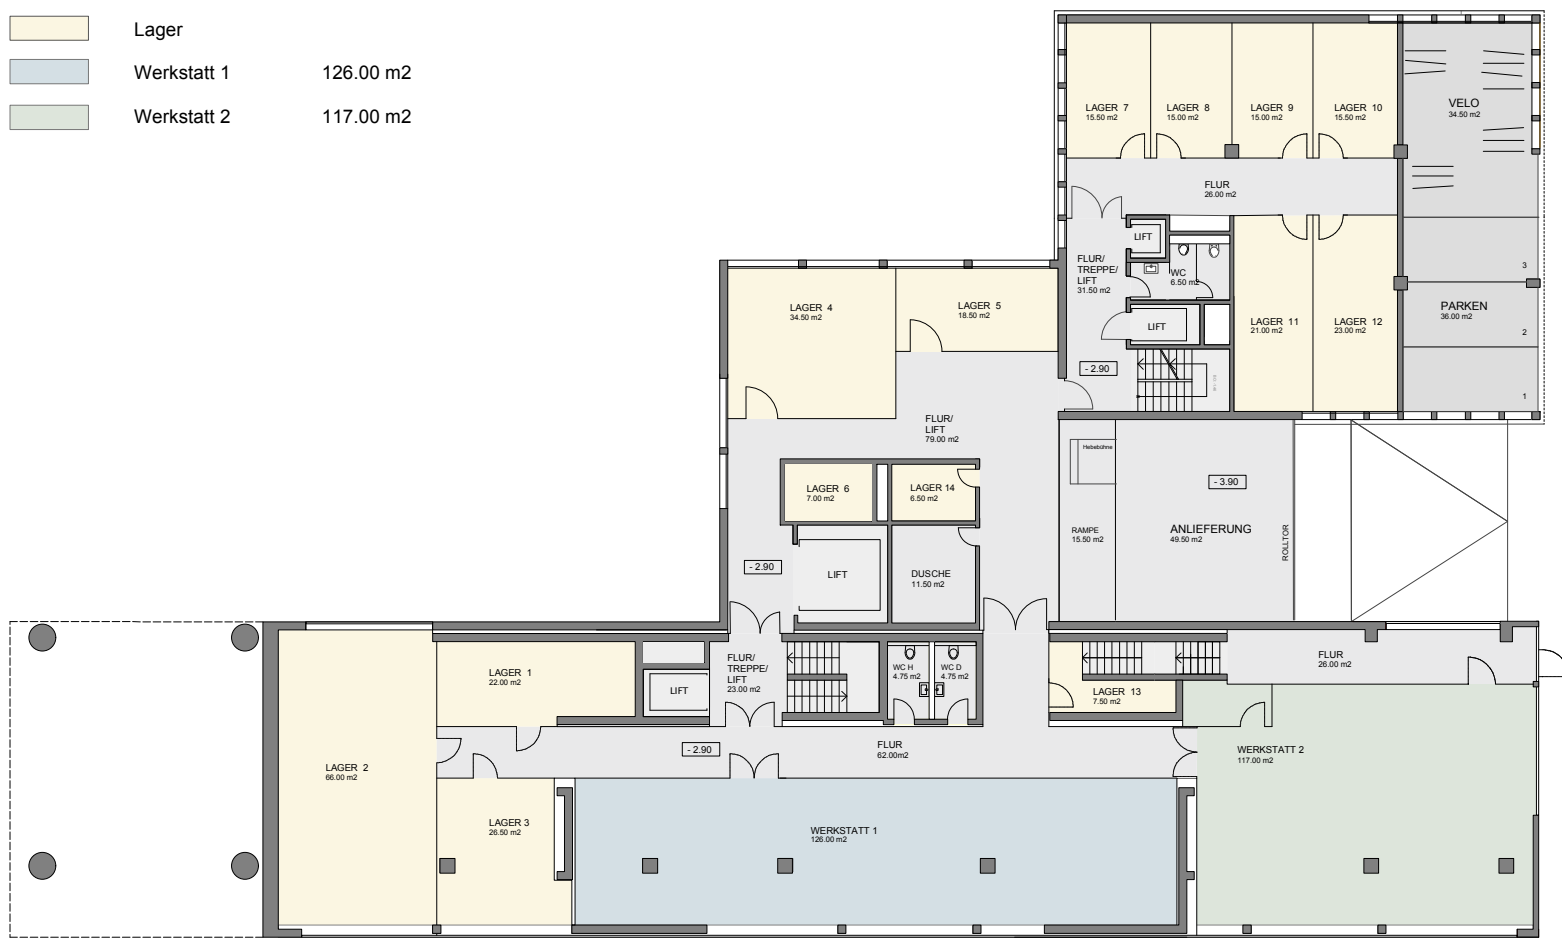 Lager
Werkstatt 1 126.00 m2
Werkstatt 2 117.00 m2
LAGER 7
15.50 m2
LAGER 8
15.00 m2
LAGER 9
15.00 m2
LAGER 10
15.50 m2
VELO
34.50 m2
FLUR
26.00 m2
LIFT
FLUR/
TREPPE/
LIFT
31.50 m2
WC
6.50 m2
3
LAGER 4
34.50 m2
LAGER 5
18.50 m2
LIFT
LAGER 11
21.00 m2
LAGER 12
23.00 m2
PARKEN
36.00 m2
2
- 2.90
1
FLUR/
LIFT
79.00 m2
Hebebühne
LAGER 6
7.00 m2
LAGER 14
6.50 m2
- 3.90
RAMPE
15.50 m2
ANLIEFERUNG
49.50 m2
ROLLTOR
- 2.90
LIFT
DUSCHE
11.50 m2
LAGER 1
22.00 m2
FLUR/
TREPPE/
LIFT
23.00 m2
LIFT
WC H
4.75 m2
WC D
4.75 m2
FLUR
26.00 m2
LAGER 13
7.50 m2
- 2.90
FLUR
62.00m2
WERKSTATT 2
117.00 m2
LAGER 2
66.00 m2
LAGER 3
26.50 m2
WERKSTATT 1
126.00 m2